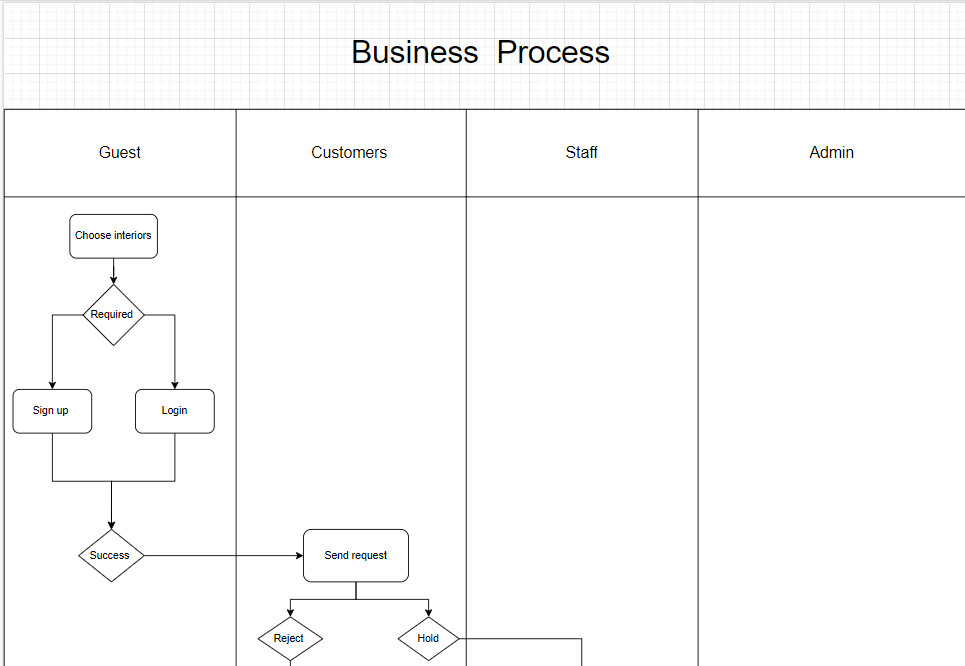 Business Process
Guest
Customers
Staff
Admin
Choose interiors
Required
Sign up
Login
Success
Send request
Reject
Hold